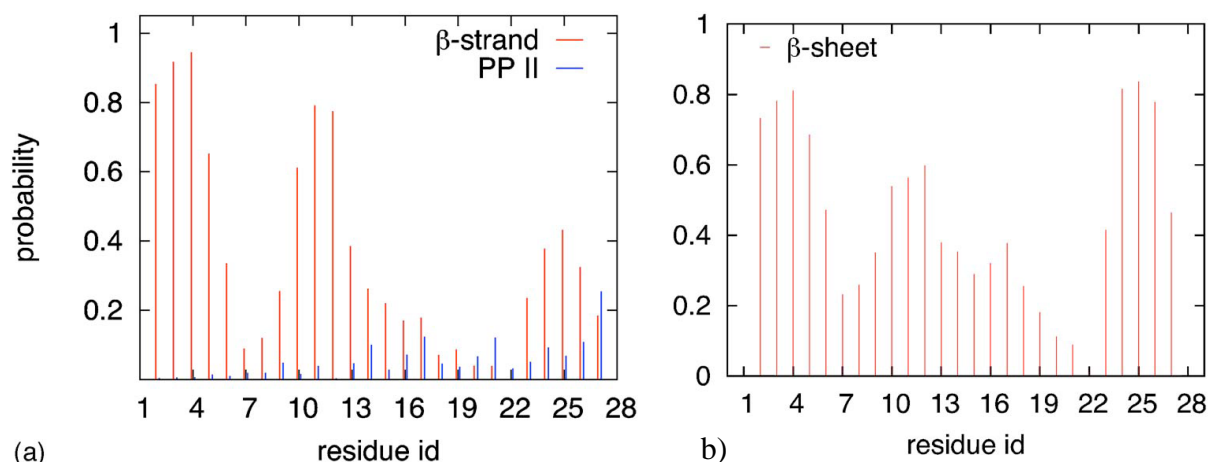 1
0.8
0.6
0.4
0.2
probability
β-strand
PP II
1 4 7 10 13 16 19 22 25 28
(a) residue id
1
0.8
0.6
0.4
0.2
0
β-sheet
1 4 7 10 13 16 19 22 25 28
b) residue id